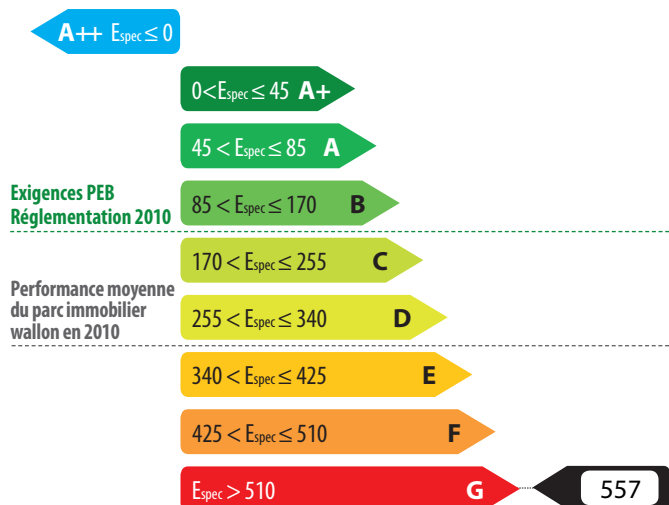 A++ Espec ≤ 0
0<Espec ≤ 45 A+
45 < Espec ≤ 85 A
Exigences PEB
Réglementation 2010
85 < Espec ≤ 170 B
170 < Espec ≤ 255 C
Performance moyenne
du parc immobilier
wallon en 2010
255 < Espec ≤ 340 D
340 < Espec ≤ 425 E
425 < Espec ≤ 510 F
Espec > 510 G
557